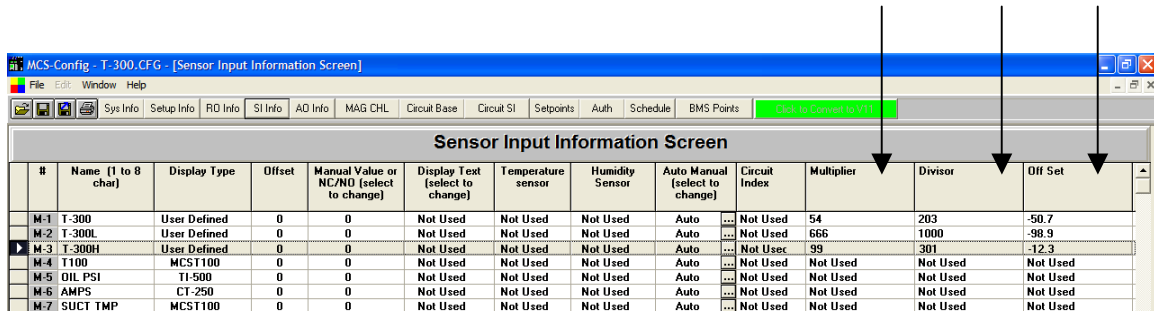 MCS-Config - T-300.CFG - [Sensor Input Information Screen]
File Edit Window Help
Sys Info Setup Info RO Info SI Info AO Info MAG CHL Circuit Base Circuit SI Setpoints Auth Schedule BMS Points Click to Convert to V11
Sensor Input Information Screen
# Name (1 to 8 char) Display Type Offset Manual Value or NC/NO (select to change) Display Text (select to change) Temperature sensor Humidity Sensor Auto Manual (select to change) Circuit Index Multiplier Divisor Off Set
M-1 T-300 User Defined 0 0 Not Used Not Used Not Used Auto ... Not Used 54 203 -50.7
M-2 T-300L User Defined 0 0 Not Used Not Used Not Used Auto ... Not Used 666 1000 -98.9
M-3 T-300H User Defined 0 0 Not Used Not Used Not Used Auto ... Not Usec 99 301 -12.3
M-4 T100 MCST100 0 0 Not Used Not Used Not Used Auto ... Not Used Not Used Not Used Not Used
M-5 OIL PSI TI-500 0 0 Not Used Not Used Not Used Auto ... Not Used Not Used Not Used Not Used
M-6 AMPS CT-250 0 0 Not Used Not Used Not Used Auto ... Not Used Not Used Not Used Not Used
M-7 SUCT TMP MCST100 0 0 Not Used Not Used Not Used Auto ... Not Used Not Used Not Used Not Used